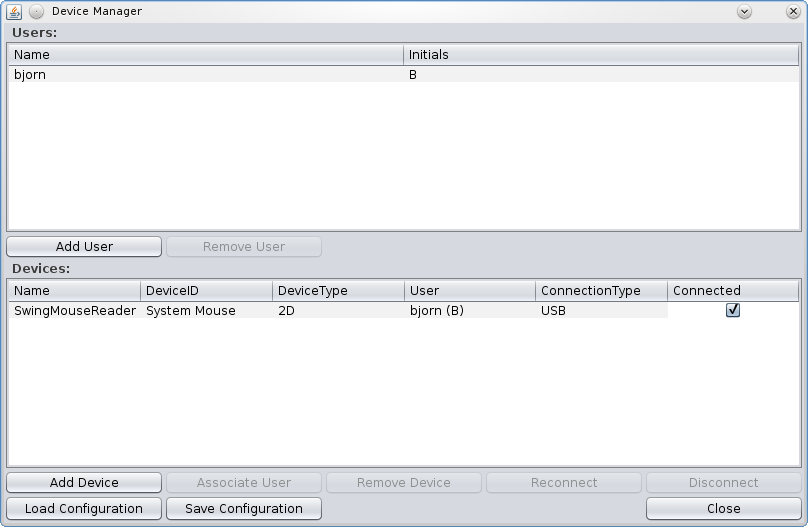 Device Manager
Users:
Name Initials
bjorn B
Add User Remove User
Devices:
Name DeviceID DeviceType User ConnectionType Connected
SwingMouseReader System Mouse 2D bjorn (B) USB
Add Device Associate User Remove Device Reconnect Disconnect
Load Configuration Save Configuration Close